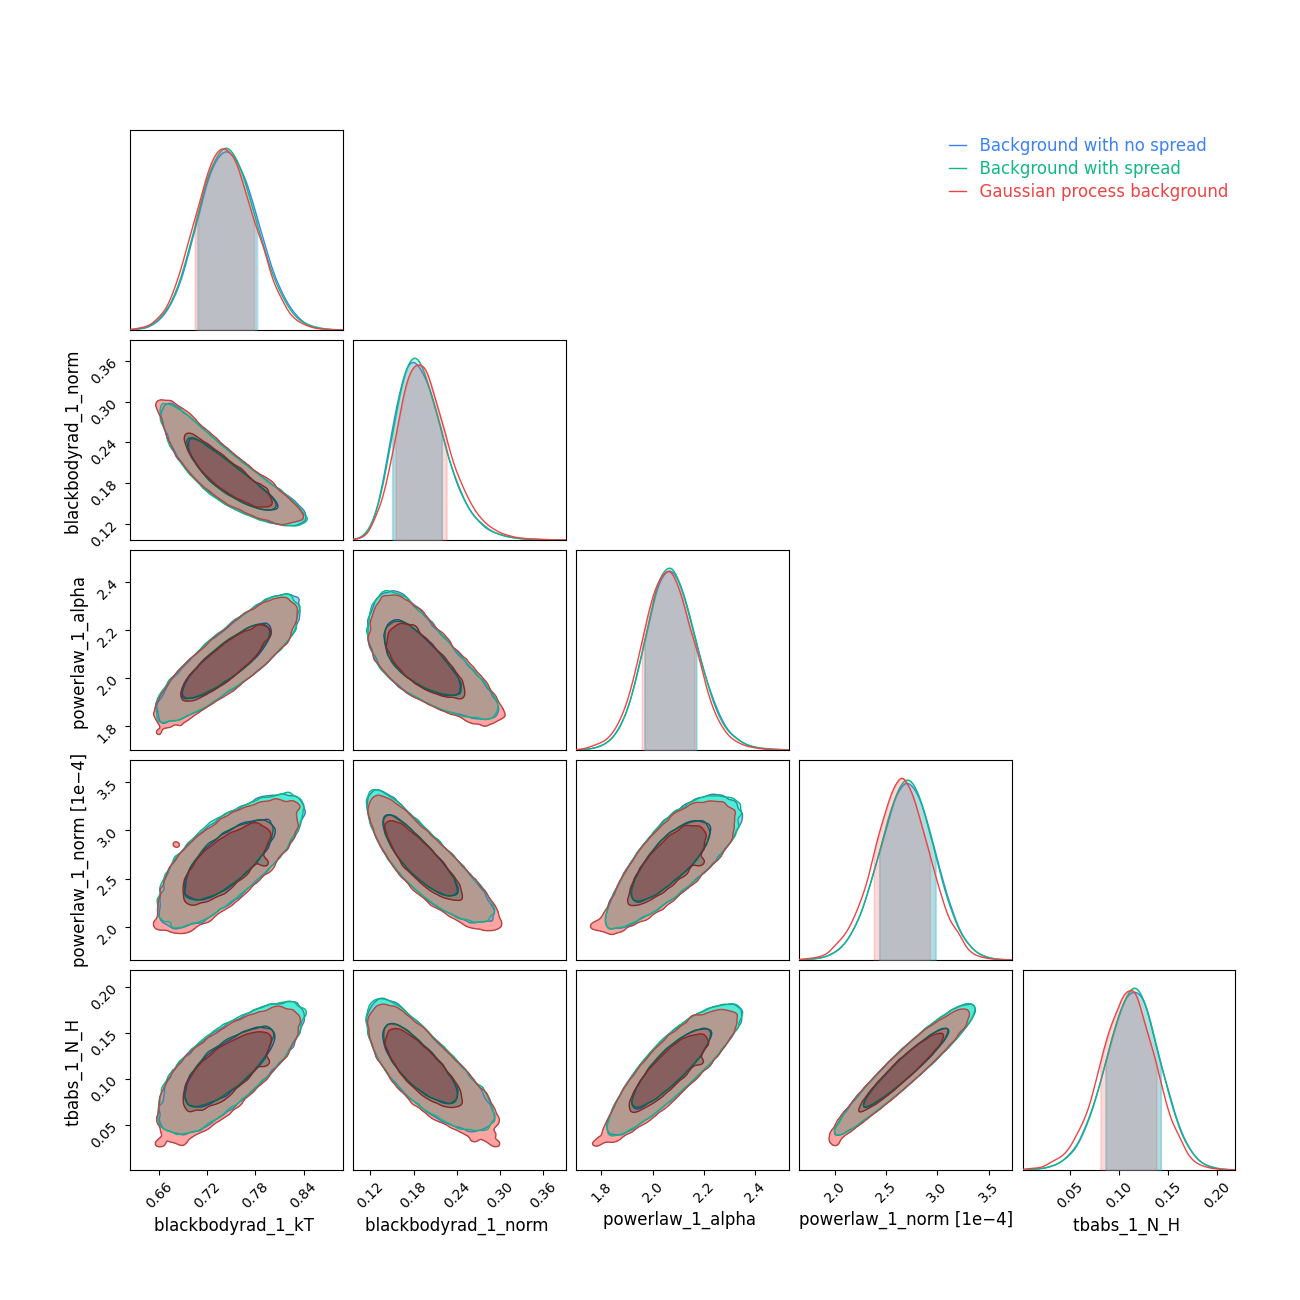 Background with no spread
Background with spread
Gaussian process background
blackbodyrad_1_norm
0.36
0.30
0.24
0.18
0.12
powerlaw_1_alpha
2.4
2.2
2.0
1.8
powerlaw_1_norm [1e−4]
3.5
3.0
2.5
2.0
tbabs_1_N_H
0.20
0.15
0.10
0.05
0.66 0.72 0.78 0.84 0.12 0.18 0.24 0.30 0.36 1.8 2.0 2.2 2.4 2.0 2.5 3.0 3.5 0.05 0.10 0.15 0.20
blackbodyrad_1_kT blackbodyrad_1_norm powerlaw_1_alpha powerlaw_1_norm [1e−4] tbabs_1_N_H